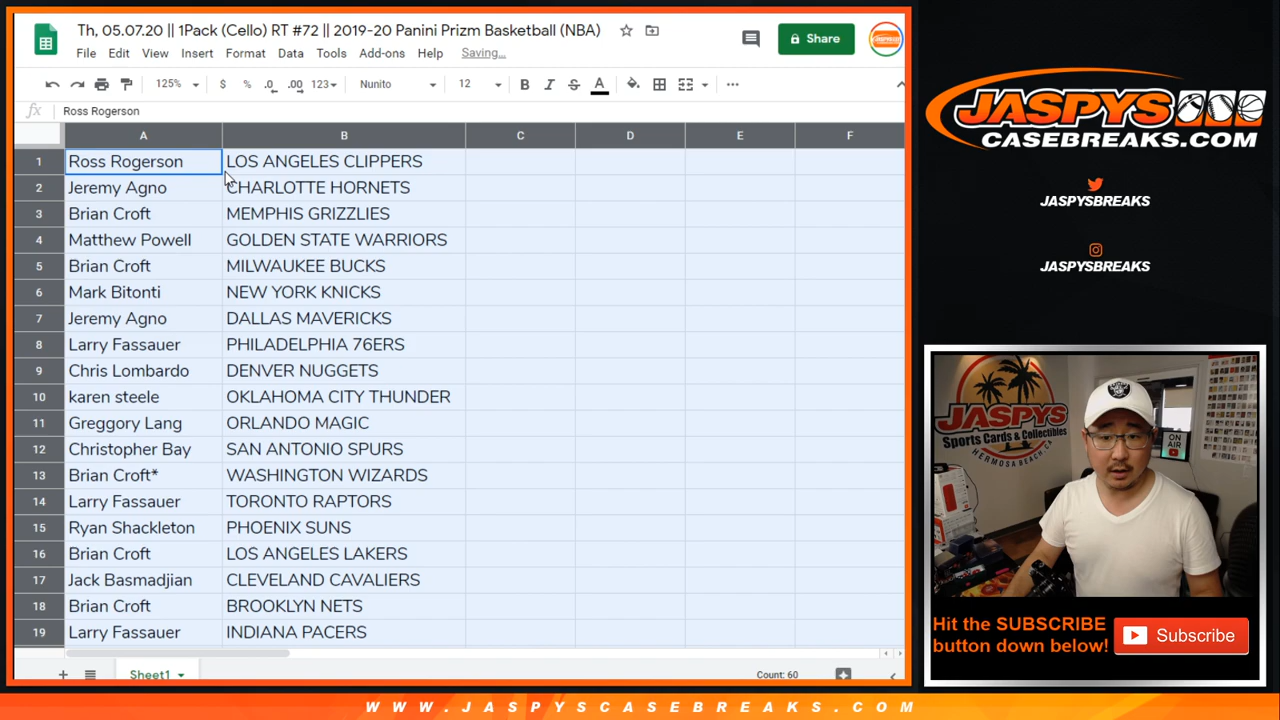 Th, 05.07.20 || 1Pack (Cello) RT #72 || 2019-20 Panini Prizm Basketball (NBA)
File Edit View Insert Format Data Tools Add-ons Help Saving...
Share
125% $ % .0 .00 123 Nunito 12 B I S A
fx Ross Rogerson
A B C D E F
1 Ross Rogerson LOS ANGELES CLIPPERS
2 Jeremy Agno CHARLOTTE HORNETS
3 Brian Croft MEMPHIS GRIZZLIES
4 Matthew Powell GOLDEN STATE WARRIORS
5 Brian Croft MILWAUKEE BUCKS
6 Mark Bitonti NEW YORK KNICKS
7 Jeremy Agno DALLAS MAVERICKS
8 Larry Fassauer PHILADELPHIA 76ERS
9 Chris Lombardo DENVER NUGGETS
10 karen steele OKLAHOMA CITY THUNDER
11 Greggory Lang ORLANDO MAGIC
12 Christopher Bay SAN ANTONIO SPURS
13 Brian Croft* WASHINGTON WIZARDS
14 Larry Fassauer TORONTO RAPTORS
15 Ryan Shackleton PHOENIX SUNS
16 Brian Croft LOS ANGELES LAKERS
17 Jack Basmadjian CLEVELAND CAVALIERS
18 Brian Croft BROOKLYN NETS
19 Larry Fassauer INDIANA PACERS
Sheet1
Count: 60
JASPYS
CASEBREAKS.COM
JASPYSBREAKS
JASPYSBREAKS
JASPYS
Sports Cards & Collectibles
HERMOSA BEACH, CA
ON AIR
Hit the SUBSCRIBE
button down below!
Subscribe
WWW.JASPYSCASEBREAKS.COM